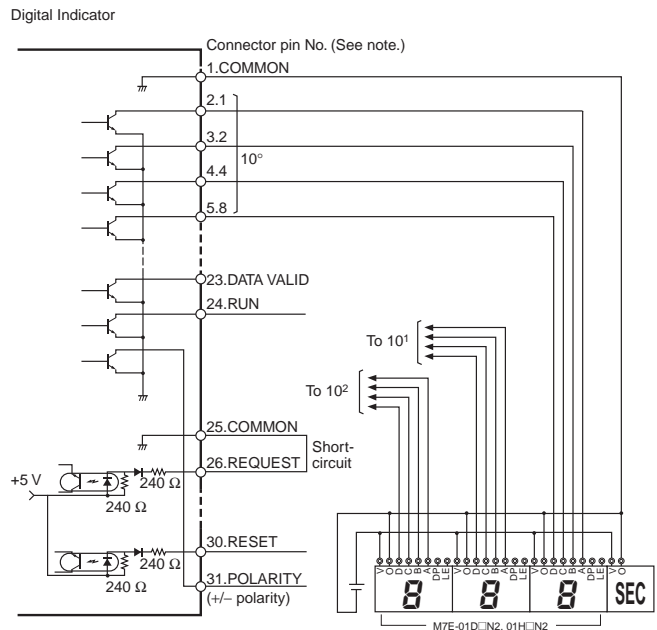 Digital Indicator
Connector pin No. (See note.)
1.COMMON
2.1
3.2
10°
4.4
5.8
23.DATA VALID
24.RUN
To 10¹
To 10²
25.COMMON
Short-
circuit
26.REQUEST
+5 V
240 Ω
240 Ω
30.RESET
240 Ω
31.POLARITY
240 Ω
(+/− polarity)
V O D C B A DP LE V O D C B A DP LE V O D C B A DP LE V O
8 8 8 SEC
M7E-01D□N2, 01H□N2